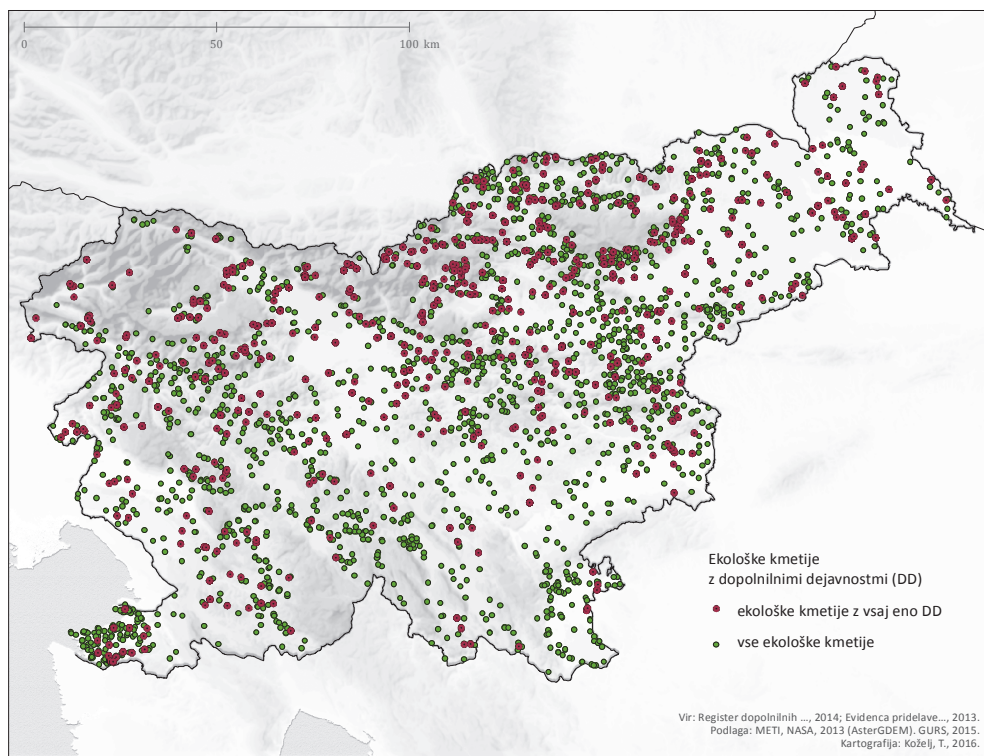 0 50 100 km
Ekološke kmetije
z dopolnilnimi dejavnostmi (DD)
ekološke kmetije z vsaj eno DD
vse ekološke kmetije
Vir: Register dopolnilnih ..., 2014; Evidenca pridelave..., 2013.
Podlaga: METI, NASA, 2013 (AsterGDEM). GURS, 2015.
Kartografija: Koželj, T., 2016.